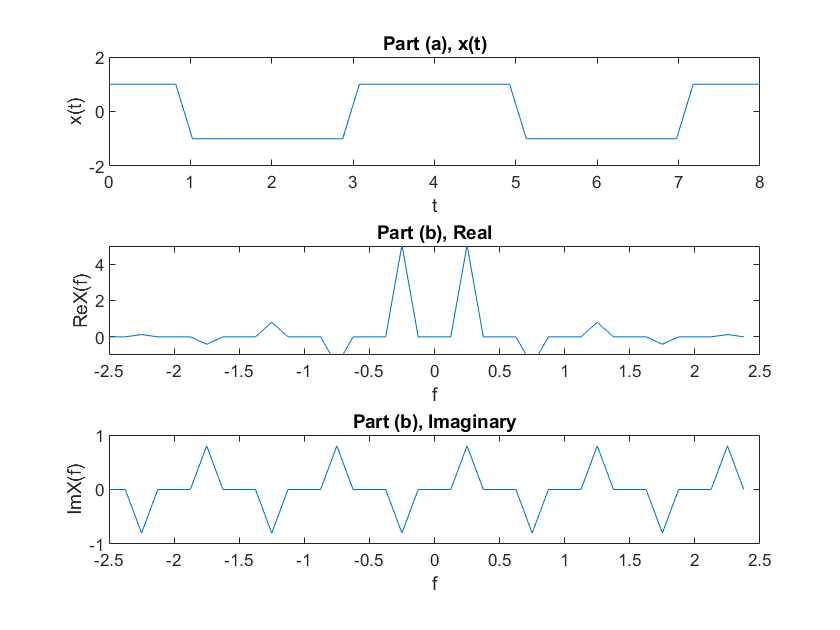 Part (a), x(t)
2
0
-2
x(t)
0 1 2 3 4 5 6 7 8
t
Part (b), Real
4
2
0
ReX(f)
-2.5 -2 -1.5 -1 -0.5 0 0.5 1 1.5 2 2.5
f
Part (b), Imaginary
1
0
-1
ImX(f)
-2.5 -2 -1.5 -1 -0.5 0 0.5 1 1.5 2 2.5
f